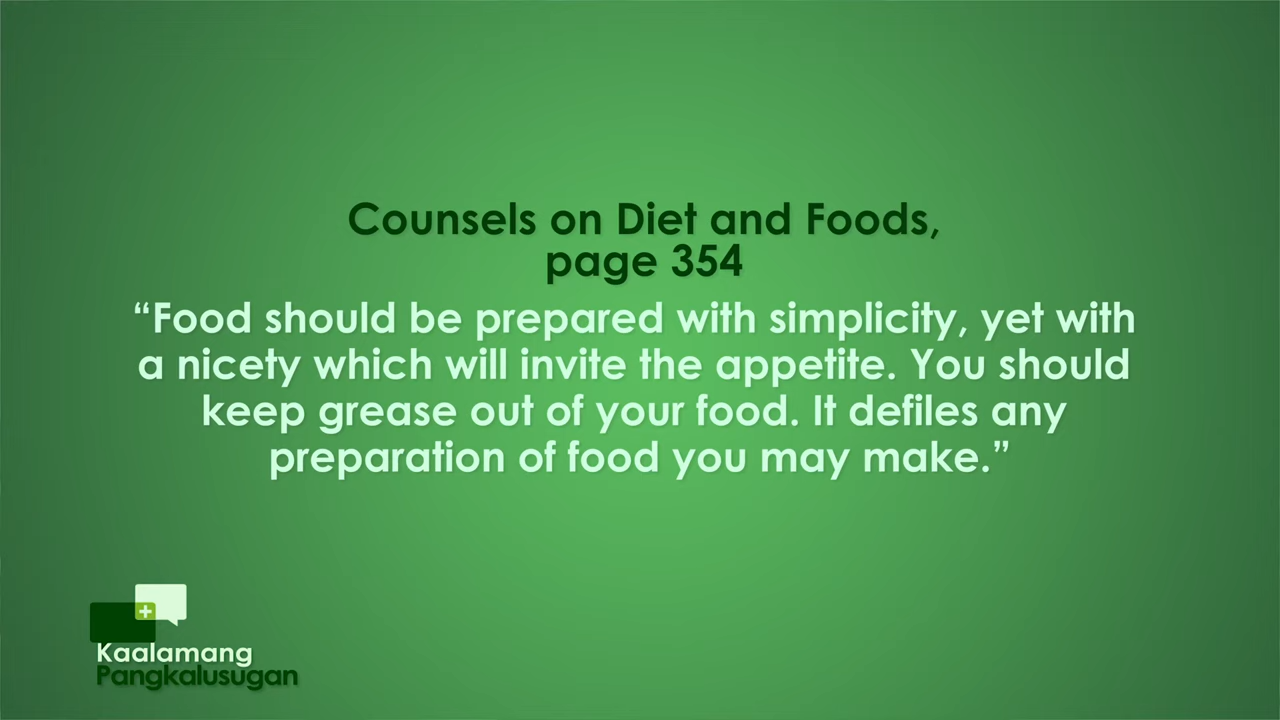 Counsels on Diet and Foods,
page 354
“Food should be prepared with simplicity, yet with
a nicety which will invite the appetite. You should
keep grease out of your food. It defiles any
preparation of food you may make.”
Kaalamang
Pangkalusugan